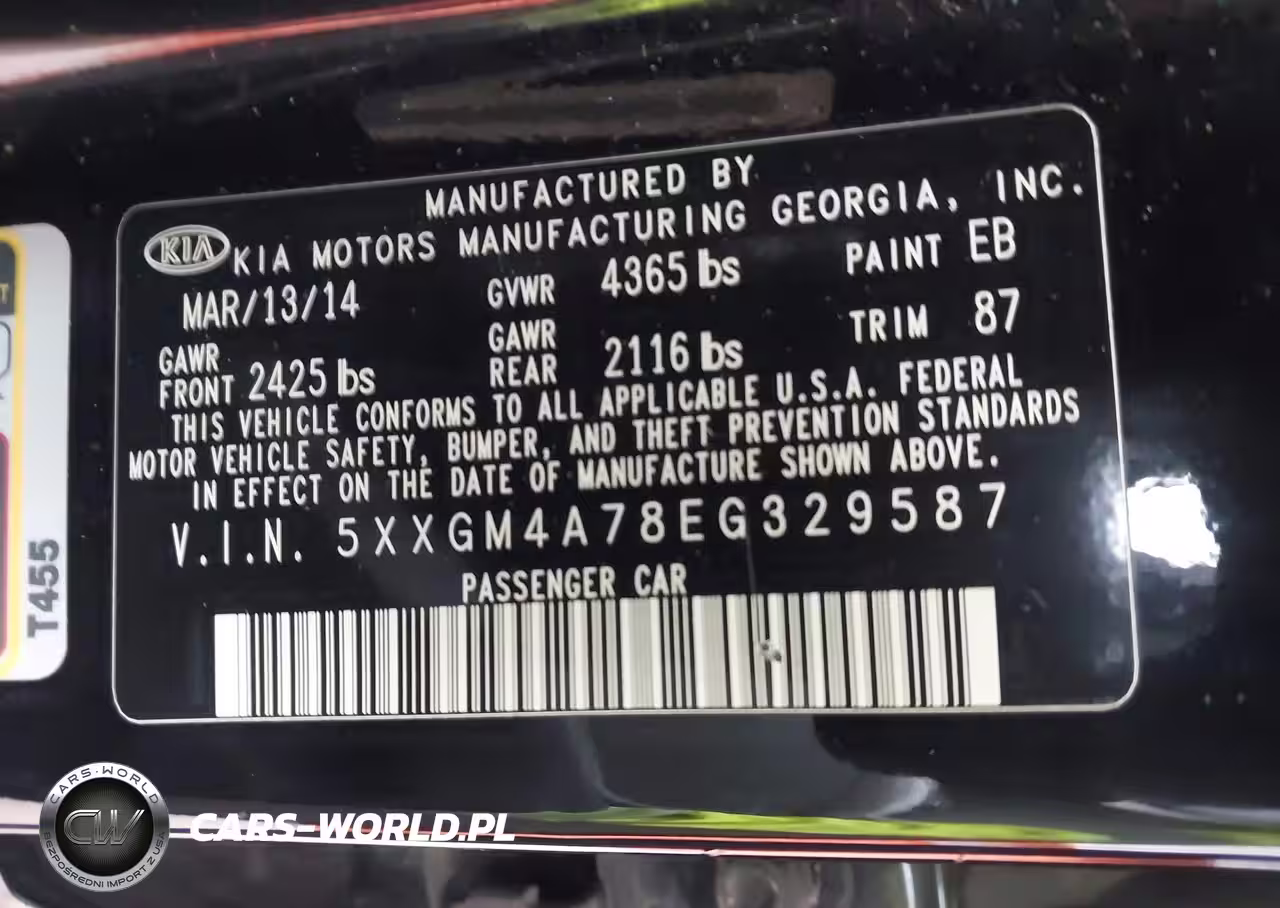 MANUFACTURED BY
KIA KIA MOTORS MANUFACTURING GEORGIA, INC.
MAR/13/14 GVWR 4365 lbs PAINT EB
GAWR FRONT 2425 lbs GAWR REAR 2116 lbs TRIM 87
THIS VEHICLE CONFORMS TO ALL APPLICABLE U.S.A. FEDERAL
MOTOR VEHICLE SAFETY, BUMPER, AND THEFT PREVENTION STANDARDS
IN EFFECT ON THE DATE OF MANUFACTURE SHOWN ABOVE.
V.I.N. 5XXGM4A78EG329587
PASSENGER CAR
T455
CARS-WORLD
CW
BEZPOŚREDNI IMPORT Z USA
CARS-WORLD.PL